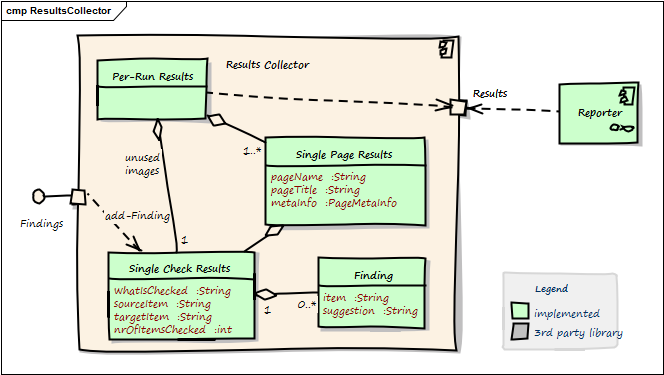 cmp ResultsCollector
Results Collector
Per-Run Results
Results
Reporter
unused
images
1..*
Single Page Results
pageName :String
pageTitle :String
metaInfo :PageMetaInfo
Findings
add-Finding
1
Single Check Results
whatIsChecked :String
sourceItem :String
targetItem :String
nrOfItemsChecked :int
1
0..*
Finding
item :String
suggestion :String
Legend
implemented
3rd party library